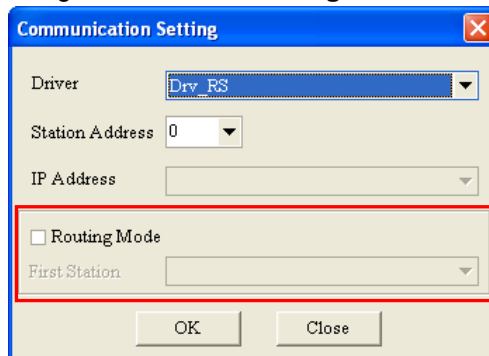 Communication Setting
Driver Drv_RS
Station Address 0
IP Address
Routing Mode
First Station
OK Close